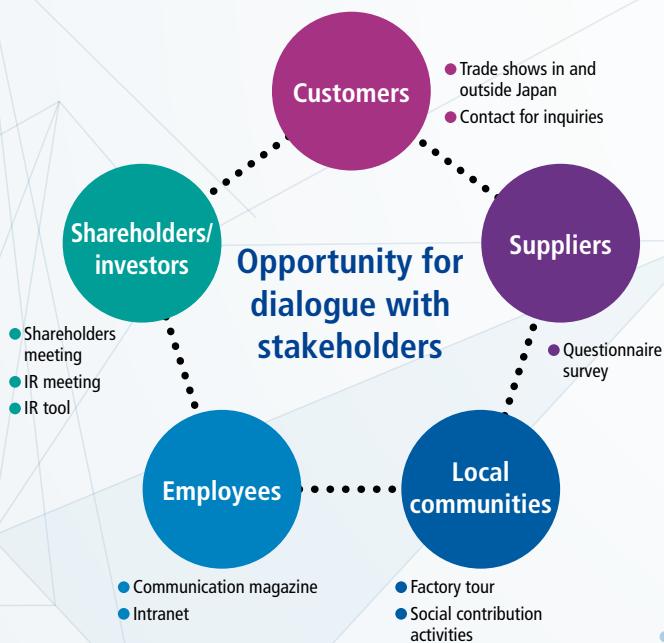 Customers
● Trade shows in and
outside Japan
● Contact for inquiries
Shareholders/
investors
Suppliers
Opportunity for
dialogue with
stakeholders
● Shareholders
meeting
● IR meeting
● IR tool
● Questionnaire
survey
Employees
Local
communities
● Communication magazine
● Intranet
● Factory tour
● Social contribution
activities